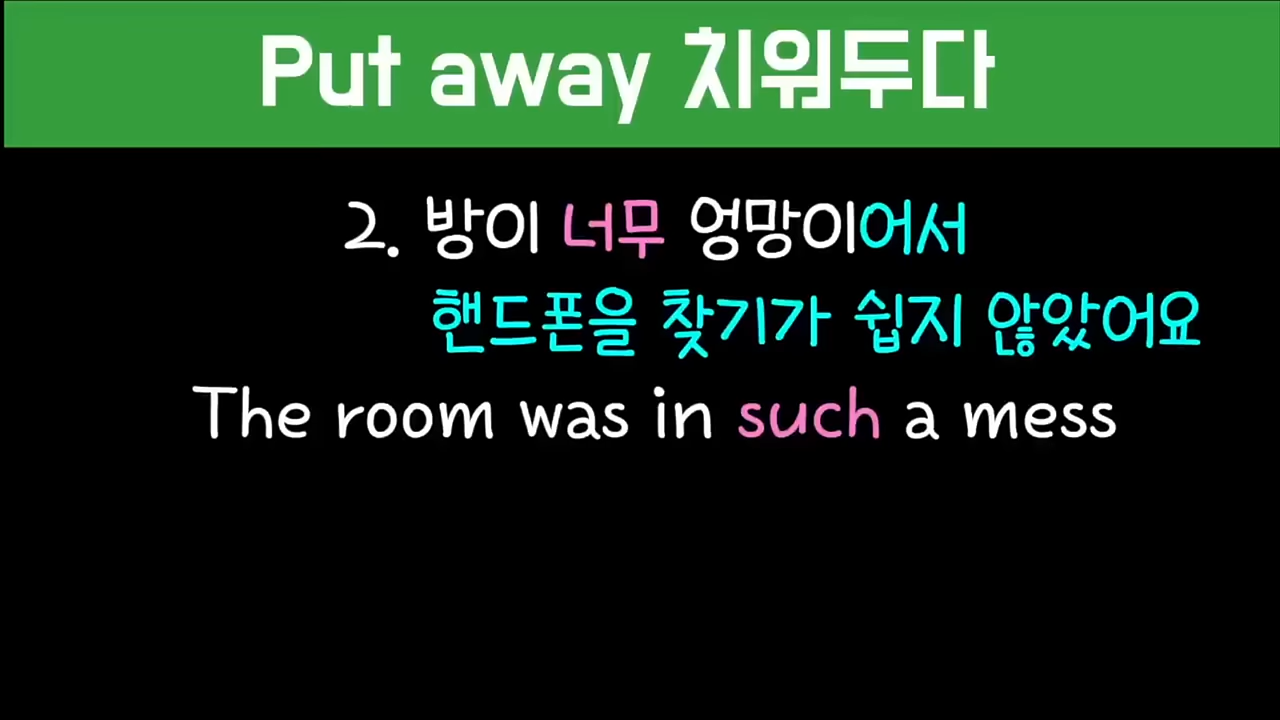 Put away 치워두다
2. 방이 너무 엉망이어서
핸드폰을 찾기가 쉽지 않았어요
The room was in such a mess